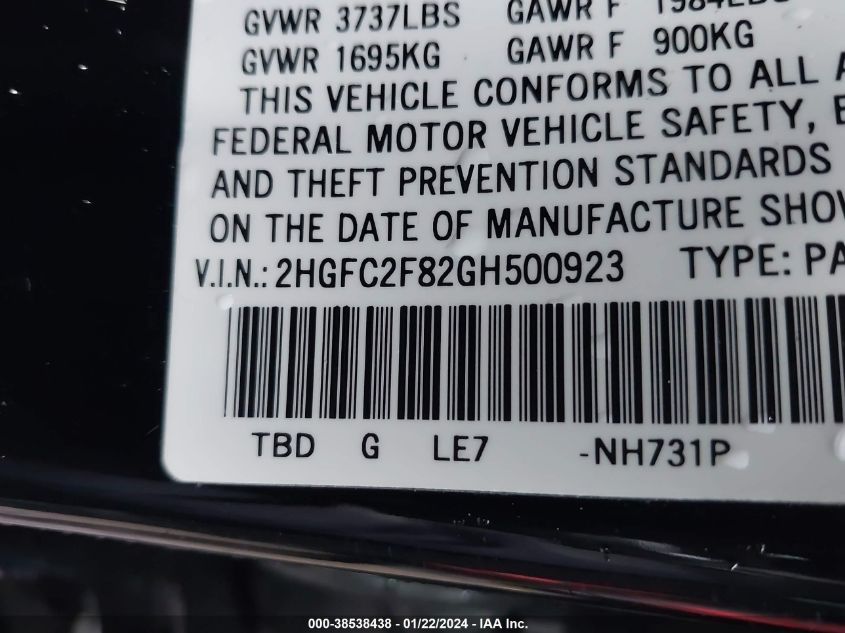 GVWR 3737LBS GAWR F 1984LBS
GVWR 1695KG GAWR F 900KG
THIS VEHICLE CONFORMS TO ALL A
FEDERAL MOTOR VEHICLE SAFETY,
AND THEFT PREVENTION STANDARDS
ON THE DATE OF MANUFACTURE SHOW
V.I.N.: 2HGFC2F82GH500923 TYPE: PA
TBD G LE7 -NH731P
000-38538438 - 01/22/2024 - IAA Inc.